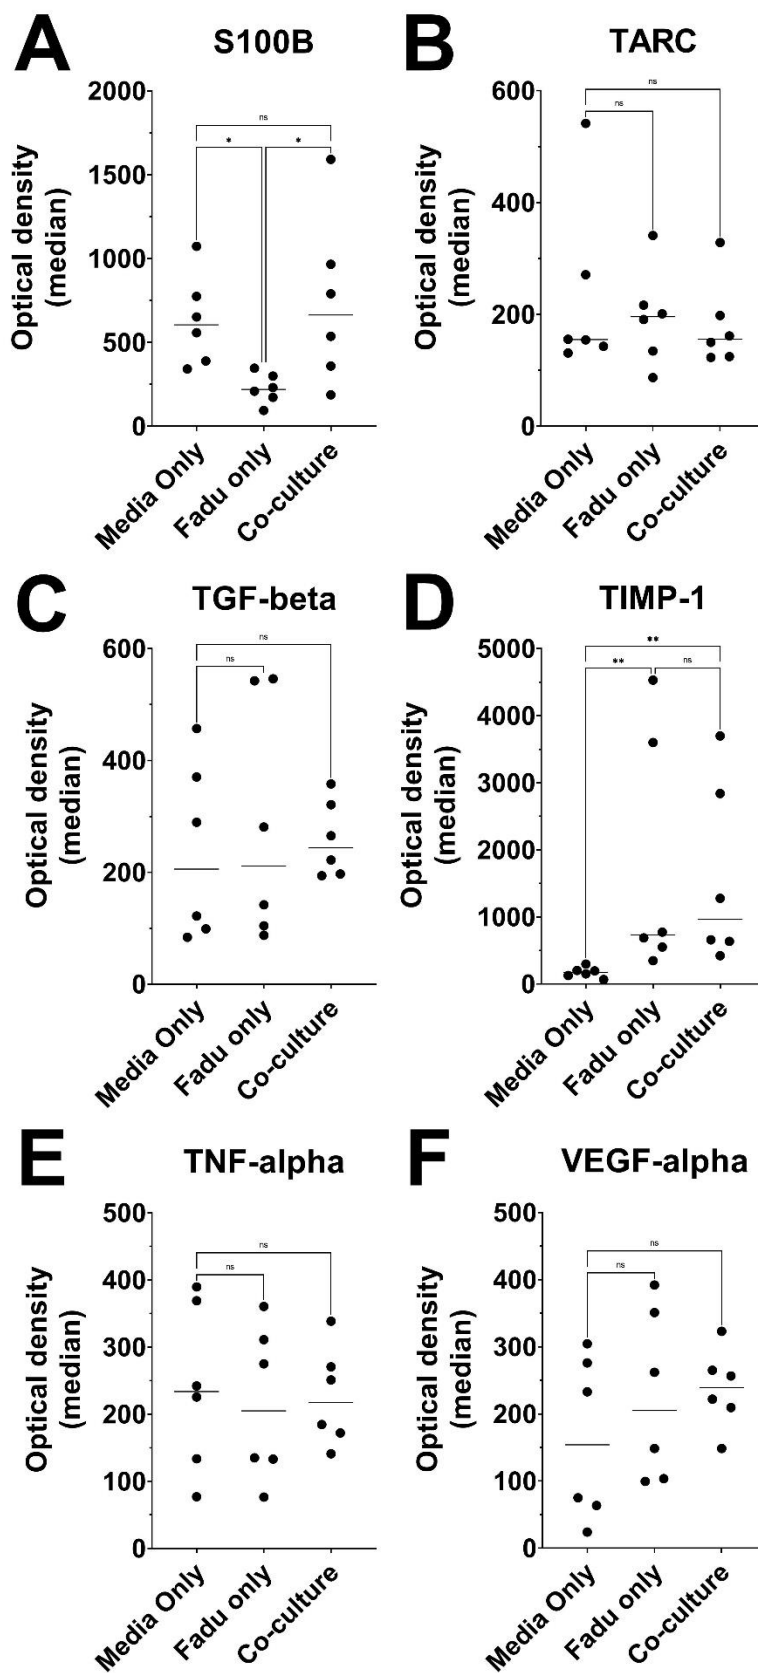 A
S100B
2000
1500
1000
500
0
Optical density
(median)
ns
*
*
Media Only
Fadu only
Co-culture
B
TARC
600
400
200
0
Optical density
(median)
ns
ns
Media Only
Fadu only
Co-culture
C
TGF-beta
600
400
200
0
Optical density
(median)
ns
ns
Media Only
Fadu only
Co-culture
D
TIMP-1
5000
4000
3000
2000
1000
0
Optical density
(median)
**
**
ns
Media Only
Fadu only
Co-culture
E
TNF-alpha
500
400
300
200
100
0
Optical density
(median)
ns
ns
Media Only
Fadu only
Co-culture
F
VEGF-alpha
500
400
300
200
100
0
Optical density
(median)
ns
ns
Media Only
Fadu only
Co-culture